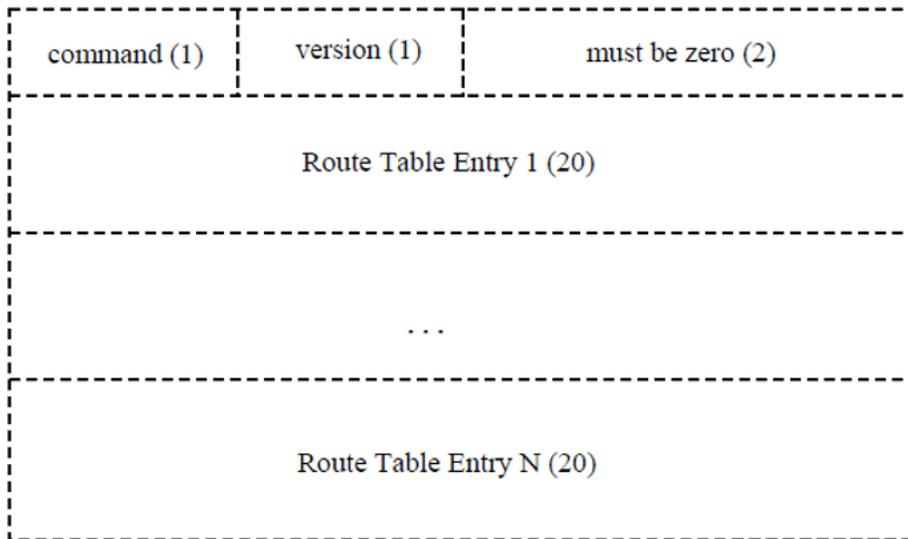 command (1) version (1) must be zero (2)
Route Table Entry 1 (20)
. . .
Route Table Entry N (20)